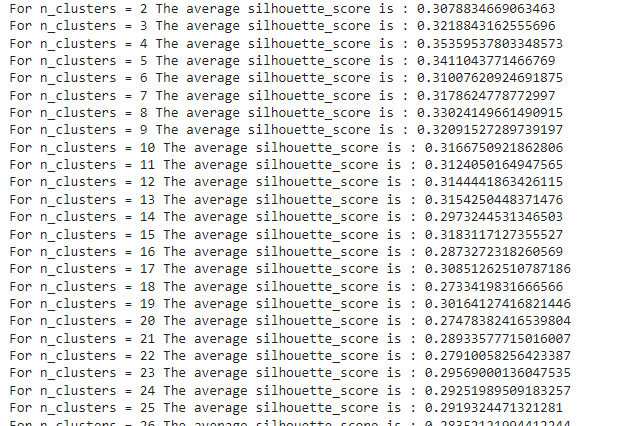 For n_clusters = 2 The average silhouette_score is : 0.3078834669063463
For n_clusters = 3 The average silhouette_score is : 0.3218843162555696
For n_clusters = 4 The average silhouette_score is : 0.35359537803348573
For n_clusters = 5 The average silhouette_score is : 0.3411043771466769
For n_clusters = 6 The average silhouette_score is : 0.31007620924691875
For n_clusters = 7 The average silhouette_score is : 0.3178624778772997
For n_clusters = 8 The average silhouette_score is : 0.33024149661490915
For n_clusters = 9 The average silhouette_score is : 0.32091527289739197
For n_clusters = 10 The average silhouette_score is : 0.3166750921862806
For n_clusters = 11 The average silhouette_score is : 0.3124050164947565
For n_clusters = 12 The average silhouette_score is : 0.3144441863426115
For n_clusters = 13 The average silhouette_score is : 0.3154250448371476
For n_clusters = 14 The average silhouette_score is : 0.2973244531346503
For n_clusters = 15 The average silhouette_score is : 0.3183117127355527
For n_clusters = 16 The average silhouette_score is : 0.2873272318260569
For n_clusters = 17 The average silhouette_score is : 0.30851262510787186
For n_clusters = 18 The average silhouette_score is : 0.2733419831666566
For n_clusters = 19 The average silhouette_score is : 0.30164127416821446
For n_clusters = 20 The average silhouette_score is : 0.27478382416539804
For n_clusters = 21 The average silhouette_score is : 0.28933577715016007
For n_clusters = 22 The average silhouette_score is : 0.27910058256423387
For n_clusters = 23 The average silhouette_score is : 0.29569000136047535
For n_clusters = 24 The average silhouette_score is : 0.29251989509183257
For n_clusters = 25 The average silhouette_score is : 0.2919324471321281
For n_clusters = 26 The average silhouette_score is : 0.28352121994412244